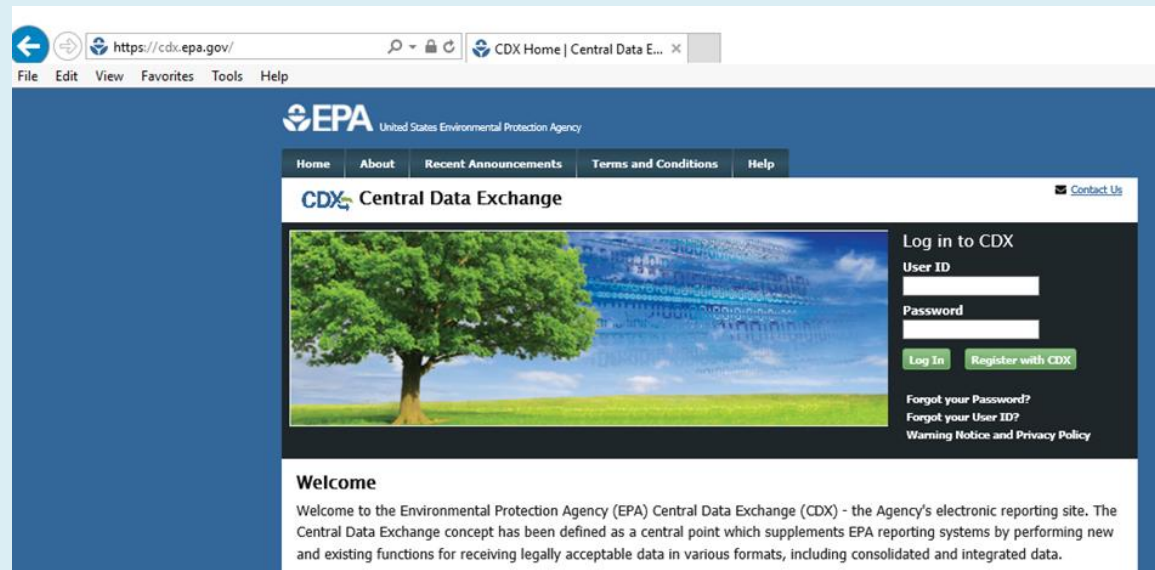 https://cdx.epa.gov/
CDX Home | Central Data E...
File Edit View Favorites Tools Help
EPA United States Environmental Protection Agency
Home About Recent Announcements Terms and Conditions Help
CDX Central Data Exchange
Contact Us
Log in to CDX
User ID
Password
Log In Register with CDX
Forgot your Password?
Forgot your User ID?
Warning Notice and Privacy Policy
Welcome
Welcome to the Environmental Protection Agency (EPA) Central Data Exchange (CDX) - the Agency's electronic reporting site. The
Central Data Exchange concept has been defined as a central point which supplements EPA reporting systems by performing new
and existing functions for receiving legally acceptable data in various formats, including consolidated and integrated data.